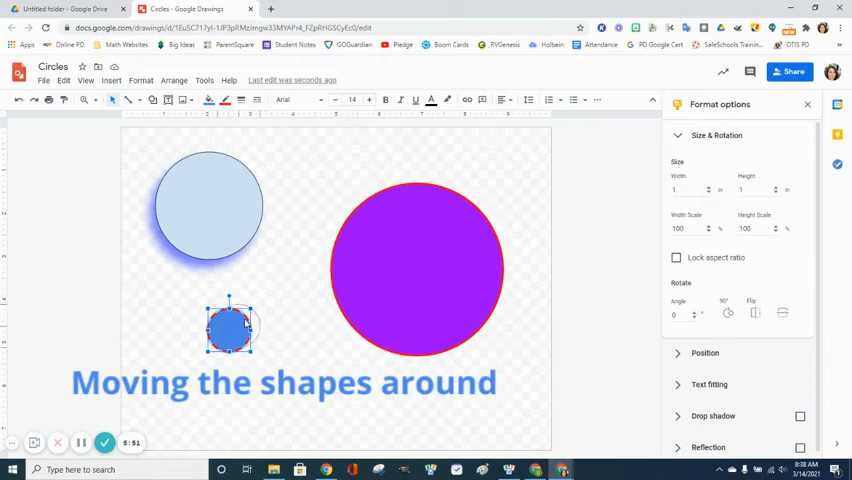 Untitled folder - Google Drive
Circles - Google Drawings
docs.google.com/drawings/d/1EuSC717yI-1JP3pRMzJmgw33MYAPr4_FZpRHGtscyLc/edit
Apps
Online PD
Math Websites
Big Ideas
ParentSquare
Student Notes
GOGuardian
Pledge
Boom Cards
RVGenesis
Holbein
Attendance
PD Google Cert
SafeSchools Training
OTIS PD
Circles
File Edit View Insert Format Arrange Tools Help Last edit was seconds ago
Share
Arial 14
B I U A
Format options
Size & Rotation
Size
Width Height
1 in 1 in
Width Scale Height Scale
100 % 100 %
Lock aspect ratio
Rotate
Angle 90° Flip
0 °
Position
Text fitting
Drop shadow
Reflection
Moving the shapes around
5:51
Type here to search
8:38 AM
3/14/2021